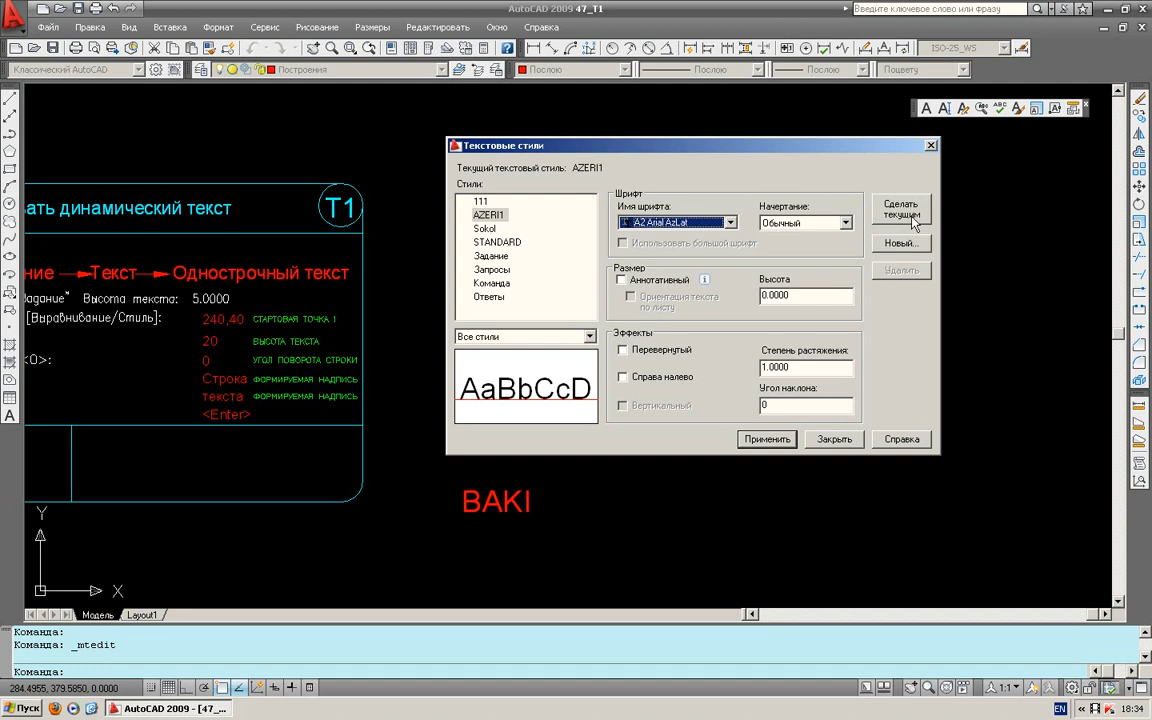 AutoCAD 2009 47_T1
Введите ключевое слово или фразу
Файл Правка Вид Вставка Формат Сервис Рисование Размеры Редактировать Окно Справка
ISO-25_WS
Классический AutoCAD
Построения
Послою
Послою
Послою
Поцвету
вать динамический текст
T1
ние Текст Однострочный текст
Задание" Высота текста: 5.0000
[Выравнивание/Стиль]:
240,40 СТАРТОВАЯ ТОЧКА !
20 ВЫСОТА ТЕКСТА
<0>:
0 УГОЛ ПОВОРОТА СТРОКИ
Строка ФОРМИРУЕМАЯ НАДПИСЬ
текста ФОРМИРУЕМАЯ НАДПИСЬ
<Enter>
Текстовые стили
Текущий текстовый стиль: AZERI1
Стили:
111
AZERI1
Sokol
STANDARD
Задание
Запросы
Команда
Ответы
Все стили
AaBbCcD
Шрифт
Имя шрифта:
A2 Arial AzLat
Начертание:
Обычный
Использовать большой шрифт
Размер
Аннотативный
Ориентация текста
по листу
Высота
0.0000
Эффекты
Перевернутый
Справа налево
Вертикальный
Степень растяжения:
1.0000
Угол наклона:
0
Сделать
текущим
Новый...
Удалить
Применить
Закрыть
Справка
BAKI
Y
X
Модель Layout1
Команда:
Команда: _mtedit
Команда:
284.4955, 379.5850, 0.0000
1:1
Пуск
AutoCAD 2009 - [47_...
EN
18:34